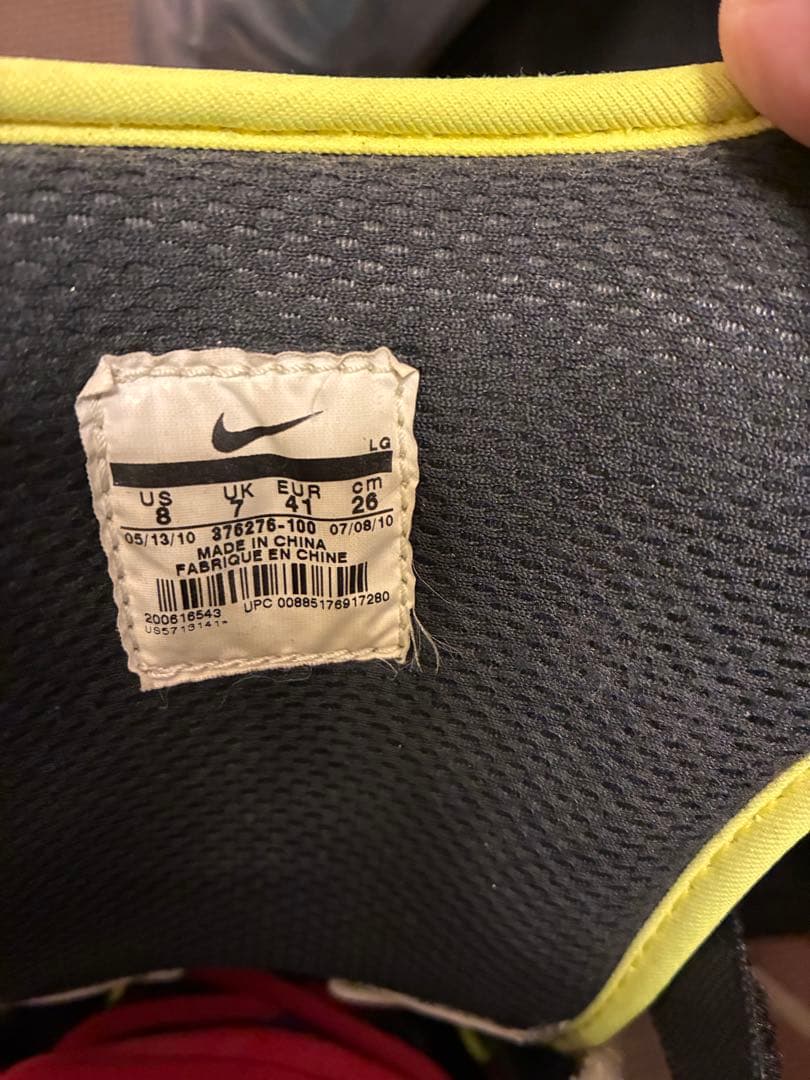 LG
US UK EUR cm
8 7 41 26
05/13/10 376276-100 07/08/10
MADE IN CHINA
FABRIQUE EN CHINE
200616543 UPC 00885176917280